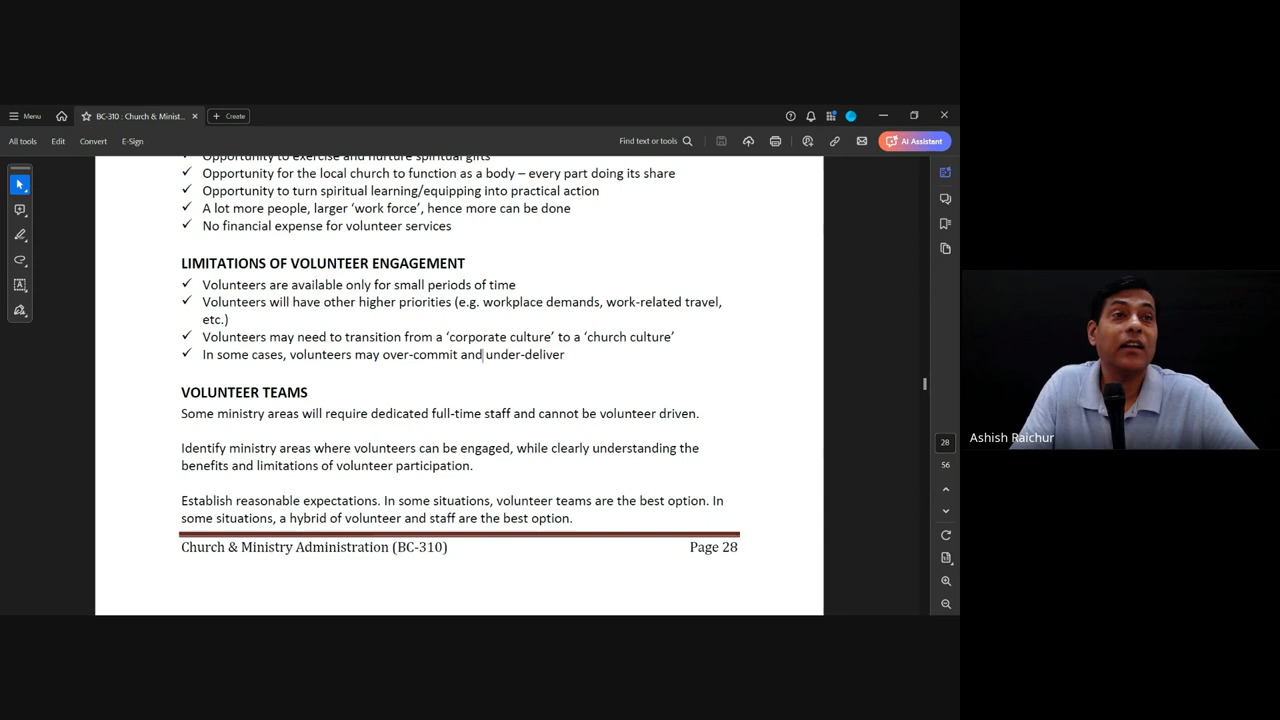 Menu
BC-310 : Church & Minist...
Create
All tools
Edit
Convert
E-Sign
Find text or tools
AI Assistant
Opportunity to exercise and nurture spiritual gifts
✓ Opportunity for the local church to function as a body – every part doing its share
✓ Opportunity to turn spiritual learning/equipping into practical action
✓ A lot more people, larger ‘work force’, hence more can be done
✓ No financial expense for volunteer services
LIMITATIONS OF VOLUNTEER ENGAGEMENT
✓ Volunteers are available only for small periods of time
✓ Volunteers will have other higher priorities (e.g. workplace demands, work-related travel,
etc.)
✓ Volunteers may need to transition from a ‘corporate culture’ to a ‘church culture’
✓ In some cases, volunteers may over-commit and under-deliver
VOLUNTEER TEAMS
Some ministry areas will require dedicated full-time staff and cannot be volunteer driven.
Identify ministry areas where volunteers can be engaged, while clearly understanding the
benefits and limitations of volunteer participation.
Establish reasonable expectations. In some situations, volunteer teams are the best option. In
some situations, a hybrid of volunteer and staff are the best option.
Church & Ministry Administration (BC-310)
Page 28
28
56
Ashish Raichur